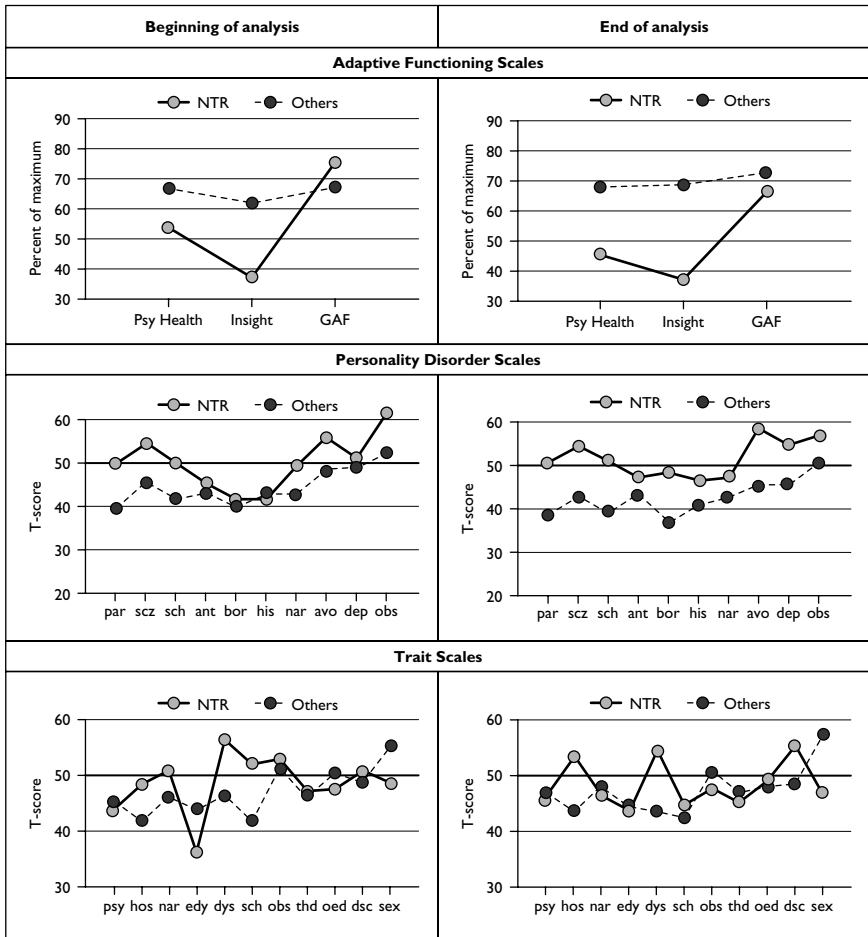 Beginning of analysis
End of analysis
Adaptive Functioning Scales
NTR Others
90
80
70
60
50
40
30
Percent of maximum
Psy Health Insight GAF
NTR Others
90
80
70
60
50
40
30
Percent of maximum
Psy Health Insight GAF
Personality Disorder Scales
NTR Others
60
50
40
30
20
T-score
par scz sch ant bor his nar avo dep obs
NTR Others
60
50
40
30
20
T-score
par scz sch ant bor his nar avo dep obs
Trait Scales
NTR Others
60
50
40
30
T-score
psy hos nar edy dys sch obs thd oed dsc sex
NTR Others
60
50
40
30
T-score
psy hos nar edy dys sch obs thd oed dsc sex